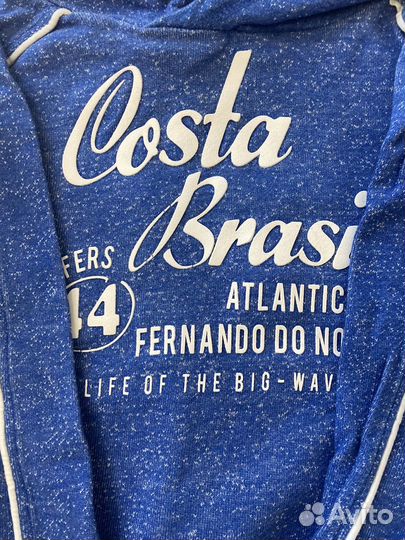 Costa
Brasi
FERS
44
ATLANTIC
FERNANDO DO NO
LIFE OF THE BIG-WAV
Avito